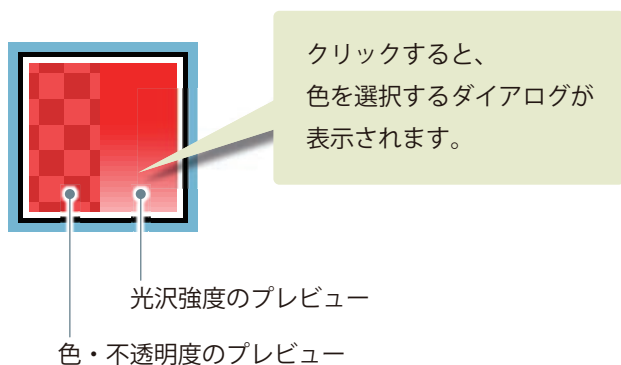 クリックすると、
色を選択するダイアログが
表示されます。
光沢強度のプレビュー
色・不透明度のプレビュー